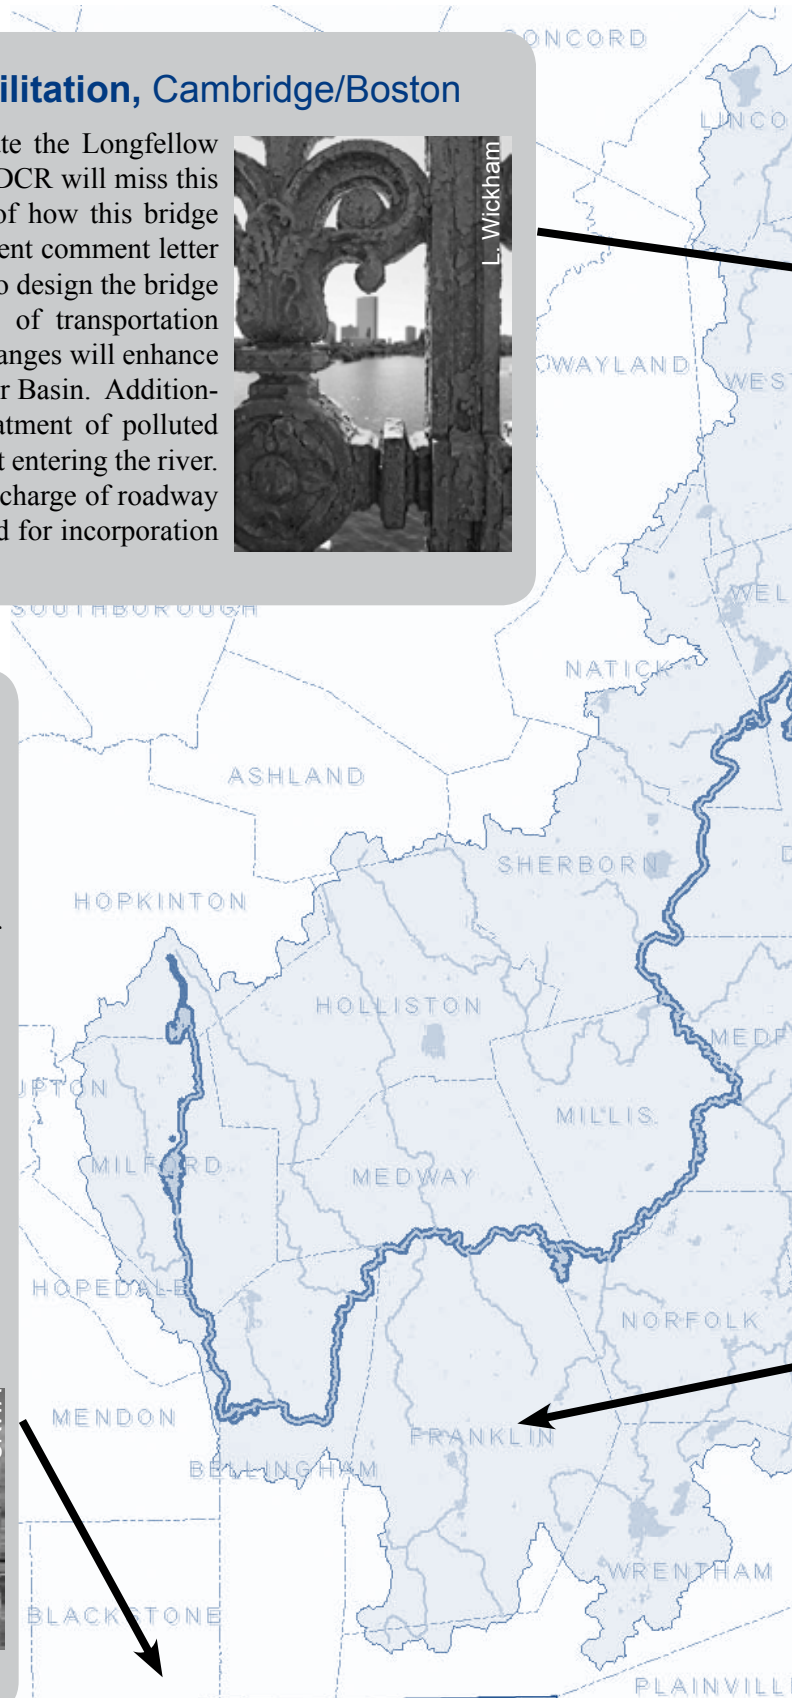 CONCORD
ilitation, Cambridge/Boston
te the Longfellow
DCR will miss this
of how this bridge
ent comment letter
o design the bridge
of transportation
anges will enhance
r Basin. Addition-
atment of polluted
t entering the river.
charge of roadway
d for incorporation
L. Wickham
LINCO
WAYLAND
WEST
SOUTHBOROUGH
WEL
NATICK
ASHLAND
SHERBORN
D
HOPKINTON
HOLLISTON
MEDF
UPTON
MILLIS
MILFORD
MEDWAY
HOPEDALE
NORFOLK
MENDON
FRANKLIN
BELLINGHAM
WRENTHAM
BLACKSTONE
PLAINVILL